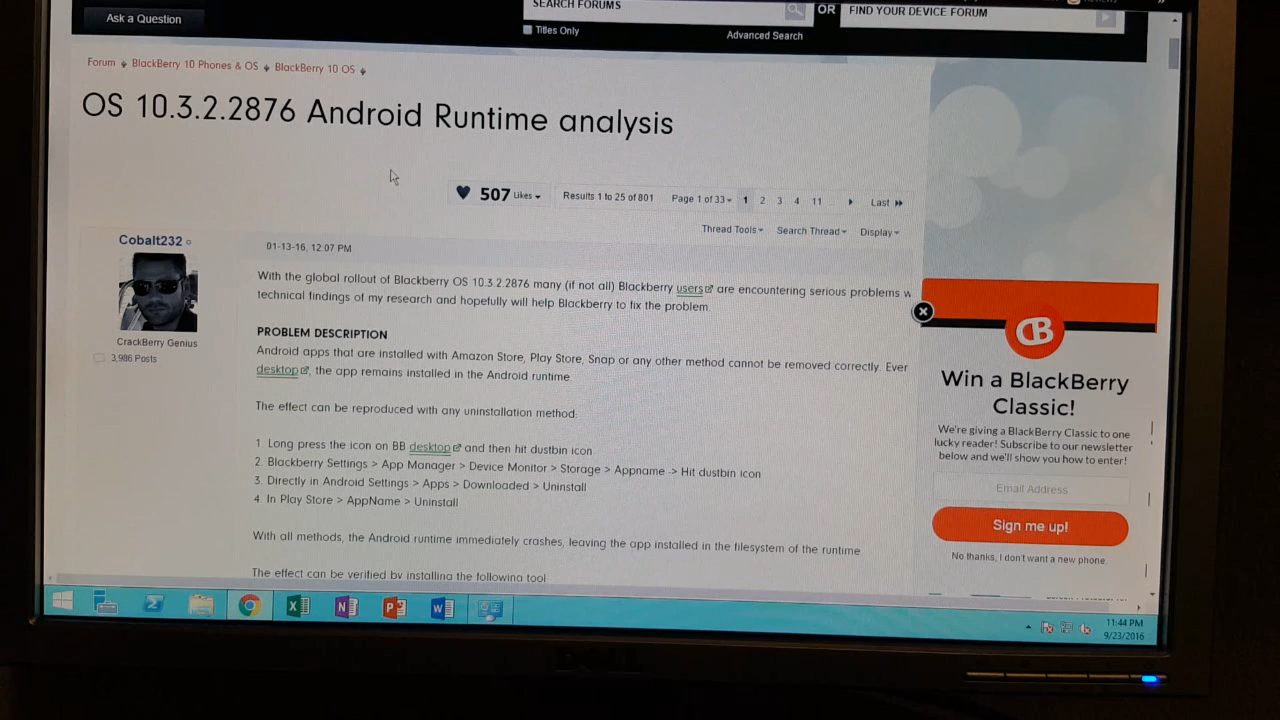 SEARCH FORUMS
OR
FIND YOUR DEVICE FORUM
Ask a Question
Titles Only
Advanced Search
Forum BlackBerry 10 Phones & OS BlackBerry 10 OS
OS 10.3.2.2876 Android Runtime analysis
507 Likes
Results 1 to 25 of 801
Page 1 of 33
1 2 3 4 11 ...
Last
Thread Tools
Search Thread
Display
Cobalt232
CrackBerry Genius
3,986 Posts
01-13-16, 12:07 PM
With the global rollout of Blackberry OS 10.3.2.2876 many (if not all) Blackberry users are encountering serious problems w
technical findings of my research and hopefully will help Blackberry to fix the problem.
PROBLEM DESCRIPTION
Android apps that are installed with Amazon Store, Play Store, Snap or any other method cannot be removed correctly. Ever
desktop, the app remains installed in the Android runtime.
The effect can be reproduced with any uninstallation method:
1. Long press the icon on BB desktop and then hit dustbin icon
2. Blackberry Settings > App Manager > Device Monitor > Storage > Appname -> Hit dustbin icon
3. Directly in Android Settings > Apps > Downloaded > Uninstall
4. In Play Store > AppName > Uninstall
With all methods, the Android runtime immediately crashes, leaving the app installed in the filesystem of the runtime.
The effect can be verified by installing the following tool
CB
Win a BlackBerry
Classic!
We're giving a BlackBerry Classic to one
lucky reader! Subscribe to our newsletter
below and we'll show you how to enter!
Email Address
Sign me up!
No thanks, I don't want a new phone.
11:44 PM
9/23/2016